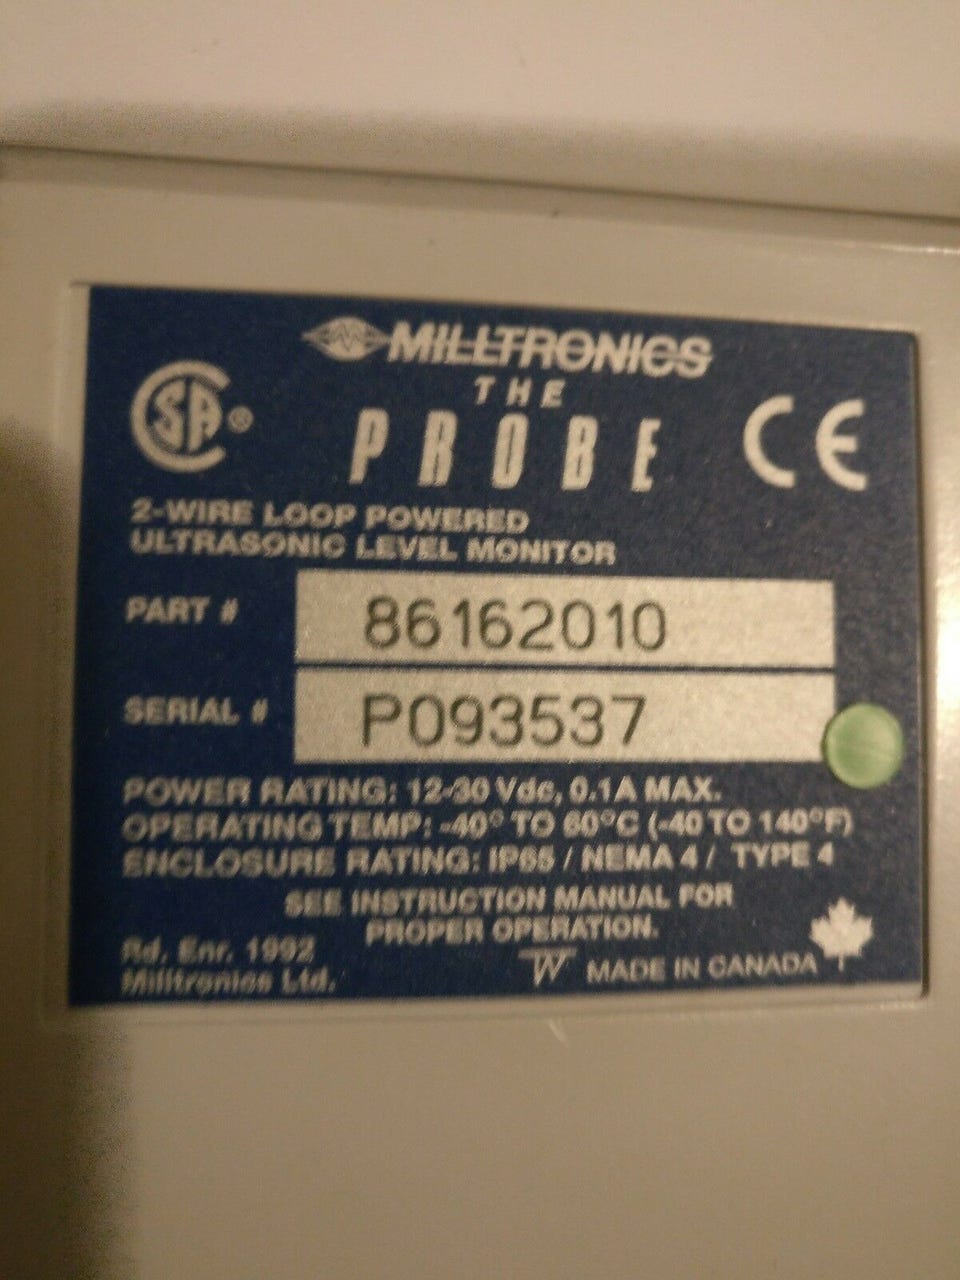 MILLTRONICS
THE
PROBE
CSA®
CE
2-WIRE LOOP POWERED
ULTRASONIC LEVEL MONITOR
PART # 86162010
SERIAL # P093537
POWER RATING: 12-30 Vdc, 0.1A MAX.
OPERATING TEMP: -40° TO 60°C (-40 TO 140°F)
ENCLOSURE RATING: IP65 / NEMA 4 / TYPE 4
SEE INSTRUCTION MANUAL FOR
PROPER OPERATION.
Rd. Enr. 1992
Milltronics Ltd.
MADE IN CANADA